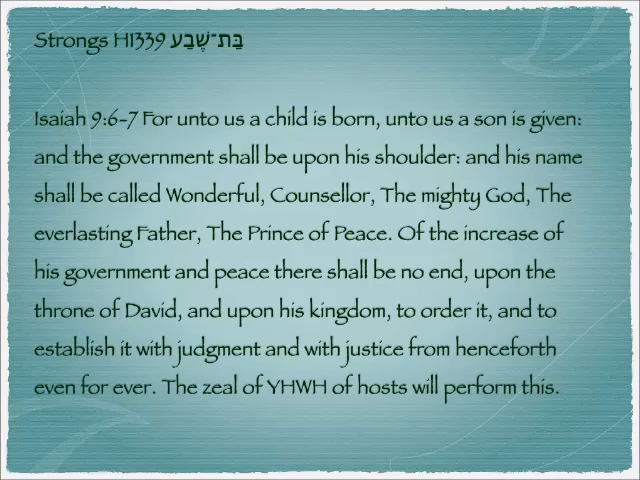 Strongs H1339 בַּת־שֶׁבַע
Isaiah 9:6-7 For unto us a child is born, unto us a son is given:
and the government shall be upon his shoulder: and his name
shall be called Wonderful, Counsellor, The mighty God, The
everlasting Father, The Prince of Peace. Of the increase of
his government and peace there shall be no end, upon the
throne of David, and upon his kingdom, to order it, and to
establish it with judgment and with justice from henceforth
even for ever. The zeal of YHWH of hosts will perform this.